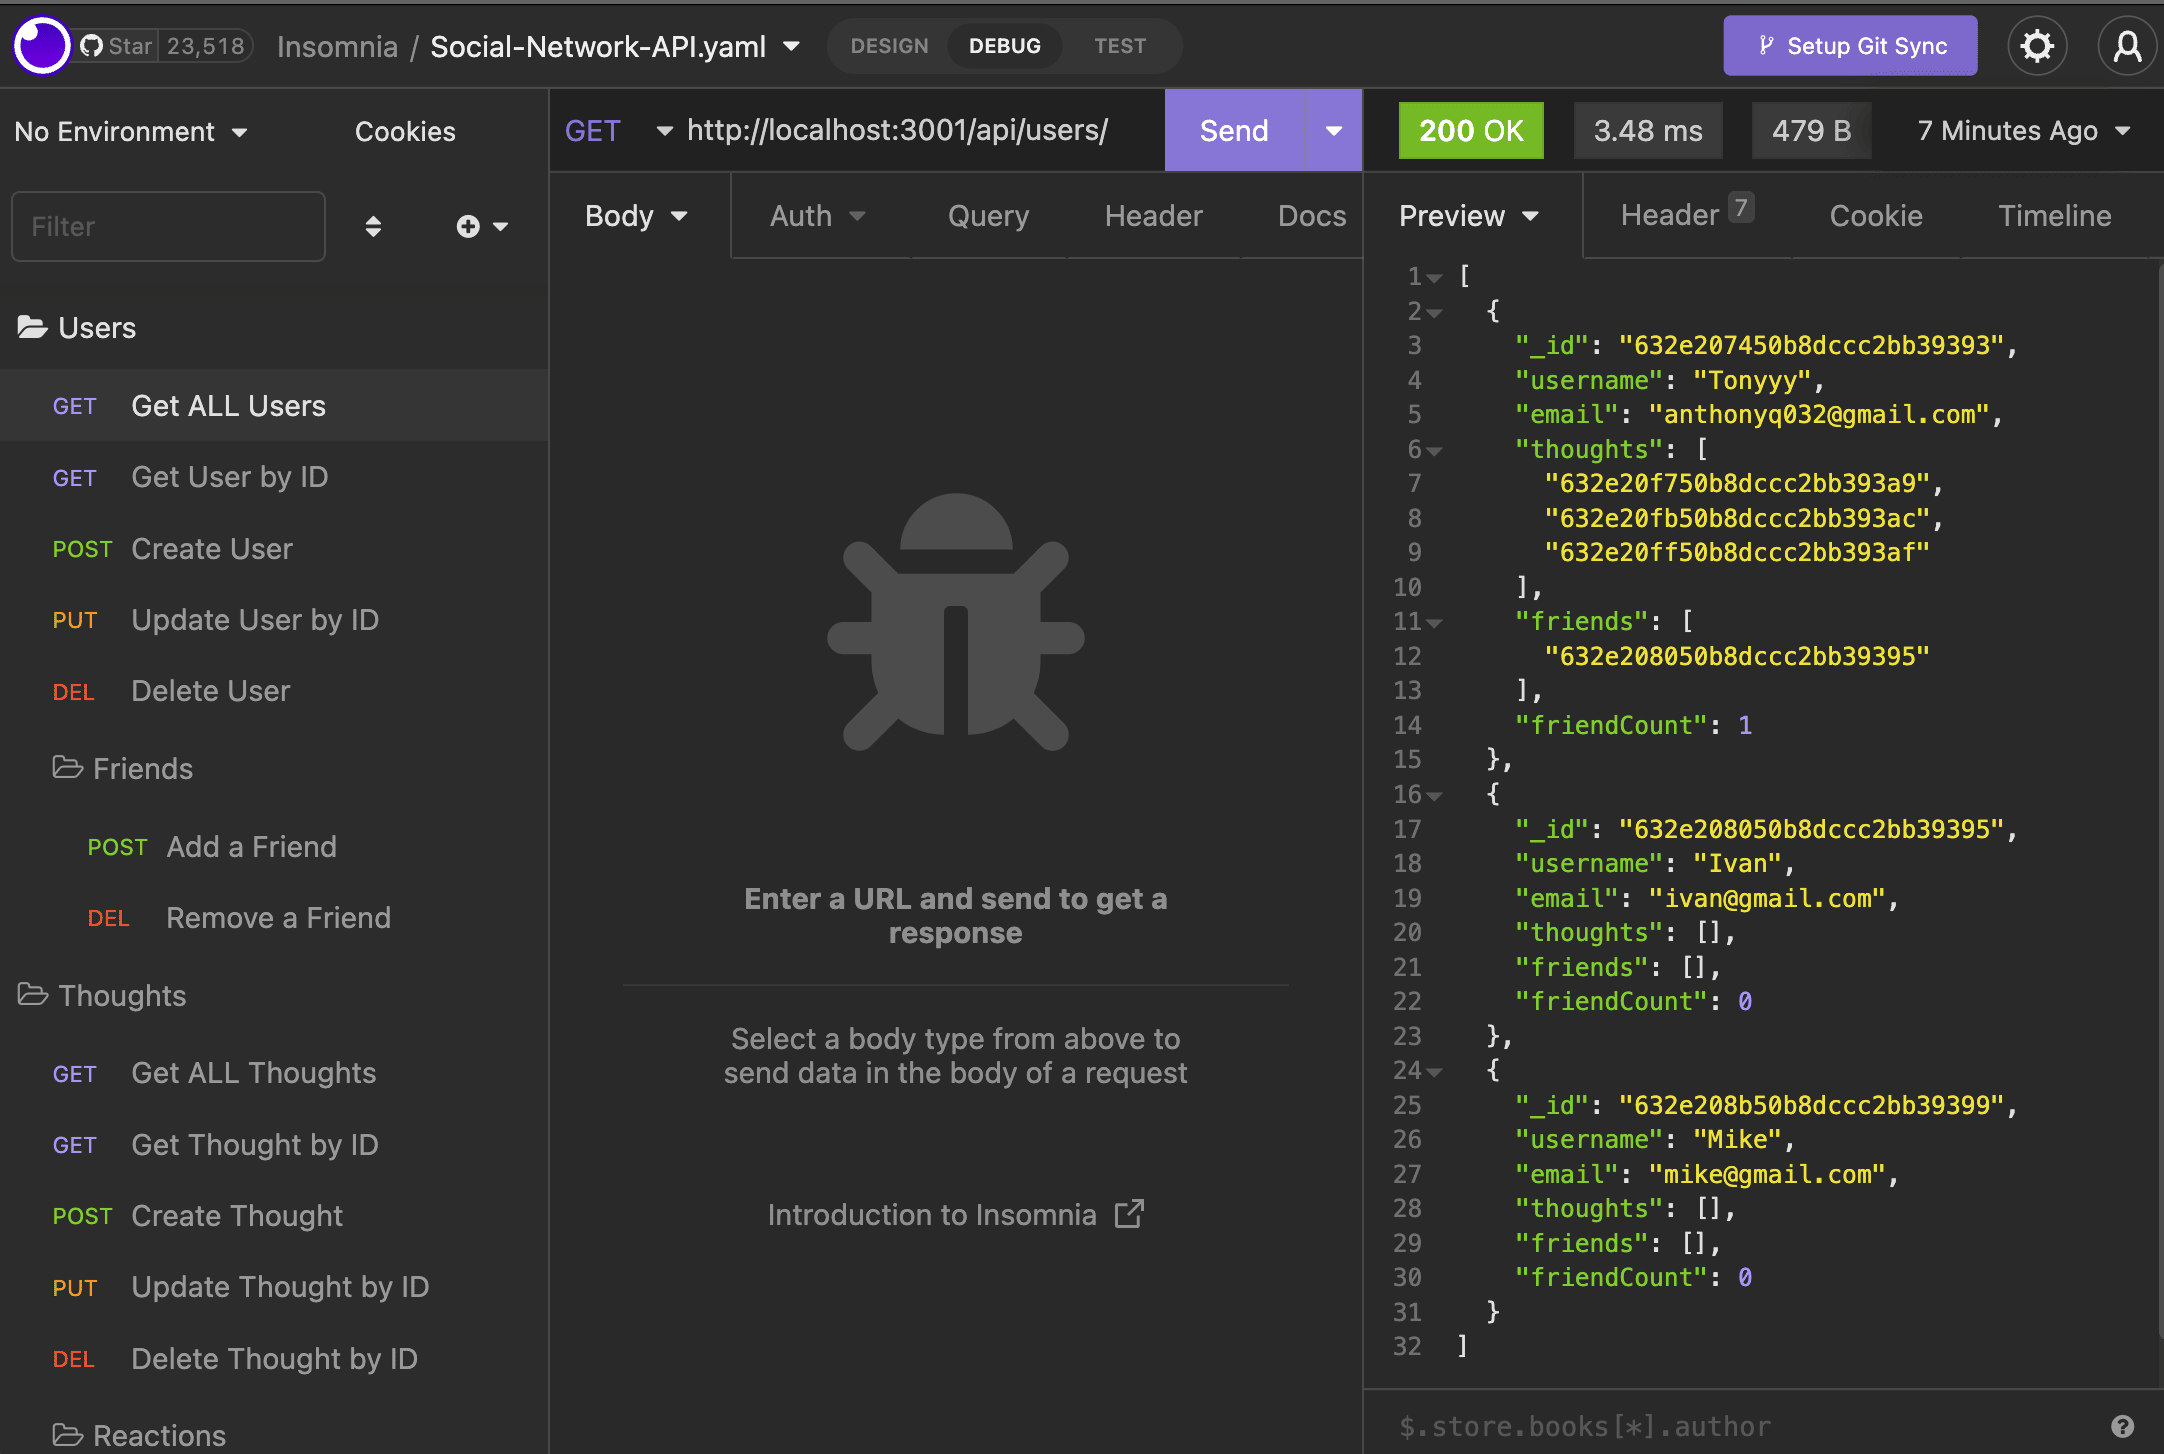 Star 23,518 Insomnia / Social-Network-API.yaml DESIGN DEBUG TEST Setup Git Sync
No Environment Cookies
Filter
Users
GET Get ALL Users
GET Get User by ID
POST Create User
PUT Update User by ID
DEL Delete User
Friends
POST Add a Friend
DEL Remove a Friend
Thoughts
GET Get ALL Thoughts
GET Get Thought by ID
POST Create Thought
PUT Update Thought by ID
DEL Delete Thought by ID
Reactions
GET http://localhost:3001/api/users/ Send
Body Auth Query Header Docs
Enter a URL and send to get a
response
Select a body type from above to
send data in the body of a request
Introduction to Insomnia
200 OK 3.48 ms 479 B 7 Minutes Ago
Preview Header 7 Cookie Timeline
1 [
2 {
3 "_id": "632e207450b8dccc2bb39393",
4 "username": "Tonyyy",
5 "email": "anthonyq032@gmail.com",
6 "thoughts": [
7 "632e20f750b8dccc2bb393a9",
8 "632e20fb50b8dccc2bb393ac",
9 "632e20ff50b8dccc2bb393af"
10 ],
11 "friends": [
12 "632e208050b8dccc2bb39395"
13 ],
14 "friendCount": 1
15 },
16 {
17 "_id": "632e208050b8dccc2bb39395",
18 "username": "Ivan",
19 "email": "ivan@gmail.com",
20 "thoughts": [],
21 "friends": [],
22 "friendCount": 0
23 },
24 {
25 "_id": "632e208b50b8dccc2bb39399",
26 "username": "Mike",
27 "email": "mike@gmail.com",
28 "thoughts": [],
29 "friends": [],
30 "friendCount": 0
31 }
32 ]
$.store.books[*].author